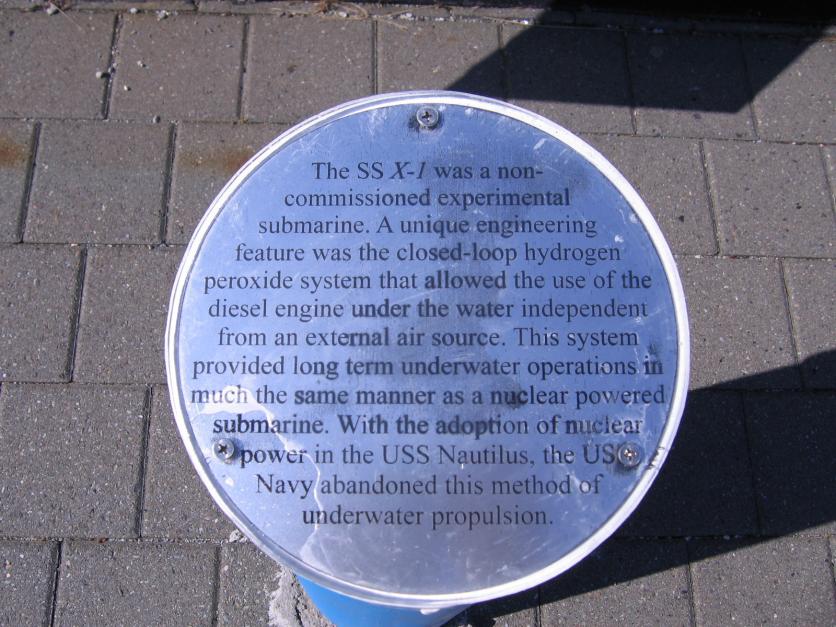 The SS X-1 was a non-
commissioned experimental
submarine. A unique engineering
feature was the closed-loop hydrogen
peroxide system that allowed the use of the
diesel engine under the water independent
from an external air source. This system
provided long term underwater operations in
much the same manner as a nuclear powered
submarine. With the adoption of nuclear
power in the USS Nautilus, the US
Navy abandoned this method of
underwater propulsion.